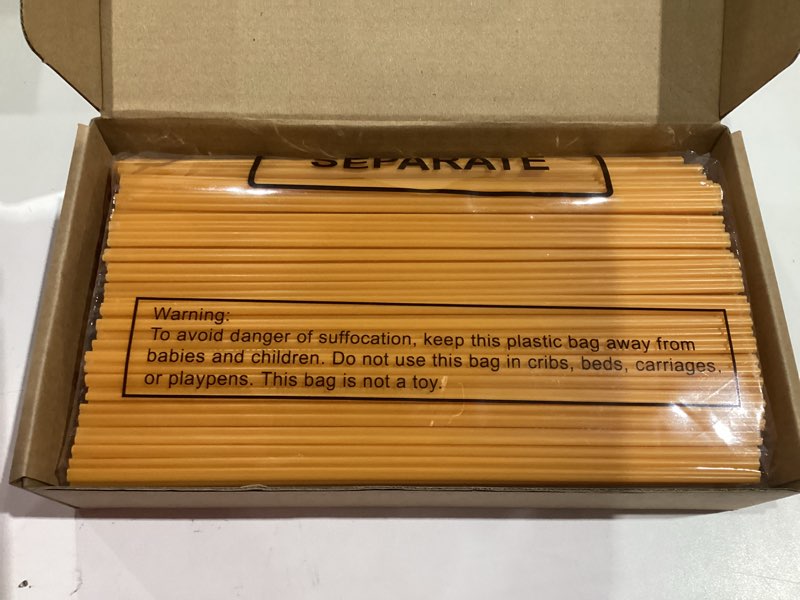 SEPARATE
Warning:
To avoid danger of suffocation, keep this plastic bag away from
babies and children. Do not use this bag in cribs, beds, carriages,
or playpens. This bag is not a toy.